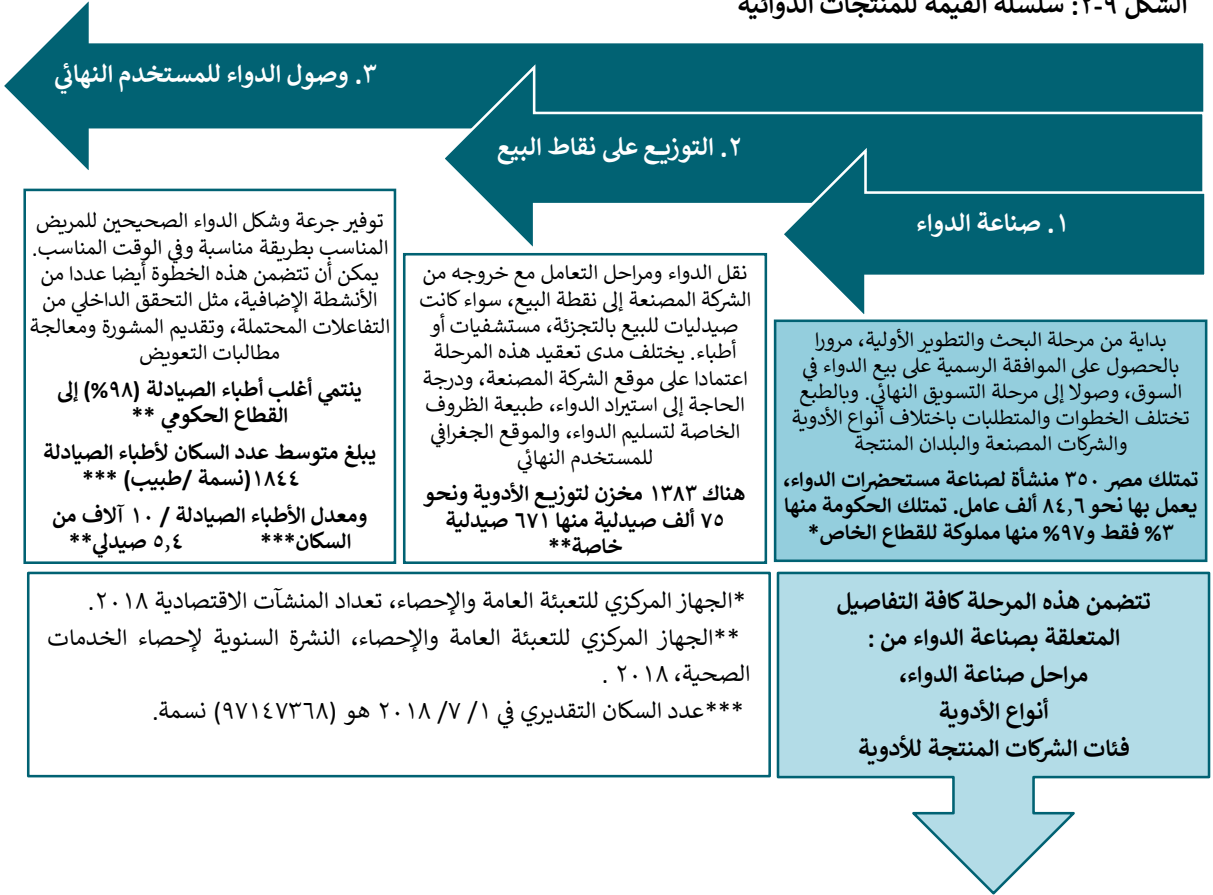 الشكل ٩-٢: سلسلة القيمة للمنتجات الدوائية
٣. وصول الدواء للمستخدم النهائي
٢. التوزيع على نقاط البيع
١. صناعة الدواء
بداية من مرحلة البحث والتطوير الأولية، مرورا
بالحصول على الموافقة الرسمية على بيع الدواء في
السوق، وصولا إلى مرحلة التسويق النهائي. وبالطبع
تختلف الخطوات والمتطلبات باختلاف أنواع الأدوية
والشركات المصنعة والبلدان المنتجة
تمتلك مصر ٣٥٠ منشأة لصناعة مستحضرات الدواء،
يعمل بها نحو ٨٤,٦ ألف عامل. تمتلك الحكومة منها
٣% فقط و٩٧% منها مملوكة للقطاع الخاص*
نقل الدواء ومراحل التعامل مع خروجه من
الشركة المصنعة إلى نقطة البيع، سواء كانت
صيدليات للبيع بالتجزئة، مستشفيات أو
أطباء. يختلف مدى تعقيد هذه المرحلة
اعتمادا على موقع الشركة المصنعة، ودرجة
الحاجة إلى استيراد الدواء، طبيعة الظروف
الخاصة لتسليم الدواء، والموقع الجغرافي
للمستخدم النهائي
هناك ١٣٨٣ مخزن لتوزيع الأدوية ونحو
٧٥ ألف صيدلية منها ٦٧١ صيدلية
خاصة**
توفير جرعة وشكل الدواء الصحيحين للمريض
المناسب بطريقة مناسبة وفي الوقت المناسب.
يمكن أن تتضمن هذه الخطوة أيضا عددا من
الأنشطة الإضافية، مثل التحقق الداخلي من
التفاعلات المحتملة، وتقديم المشورة ومعالجة
مطالبات التعويض
ينتمي أغلب أطباء الصيادلة (٩٨%) إلى
القطاع الحكومي **
يبلغ متوسط عدد السكان لأطباء الصيادلة
١٨٤٤(نسمة /طبيب) ***
ومعدل الأطباء الصيادلة / ١٠ آلاف من
السكان*** ٥,٤ صيدلي**
تتضمن هذه المرحلة كافة التفاصيل
المتعلقة بصناعة الدواء من :
مراحل صناعة الدواء،
أنواع الأدوية
فئات الشركات المنتجة للأدوية
*الجهاز المركزي للتعبئة العامة والإحصاء، تعداد المنشآت الاقتصادية ٢٠١٨.
**الجهاز المركزي للتعبئة العامة والإحصاء، النشرة السنوية لإحصاء الخدمات
الصحية، ٢٠١٨ .
***عدد السكان التقديري في ١/ ٧/ ٢٠١٨ هو (٩٧١٤٧٣٦٨) نسمة.